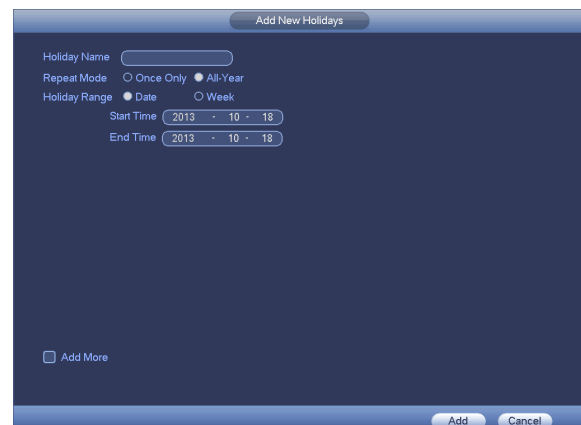 Add New Holidays
Holiday Name
Repeat Mode Once Only All-Year
Holiday Range Date Week
Start Time 2013 - 10 - 18
End Time 2013 - 10 - 18
Add More
Add Cancel